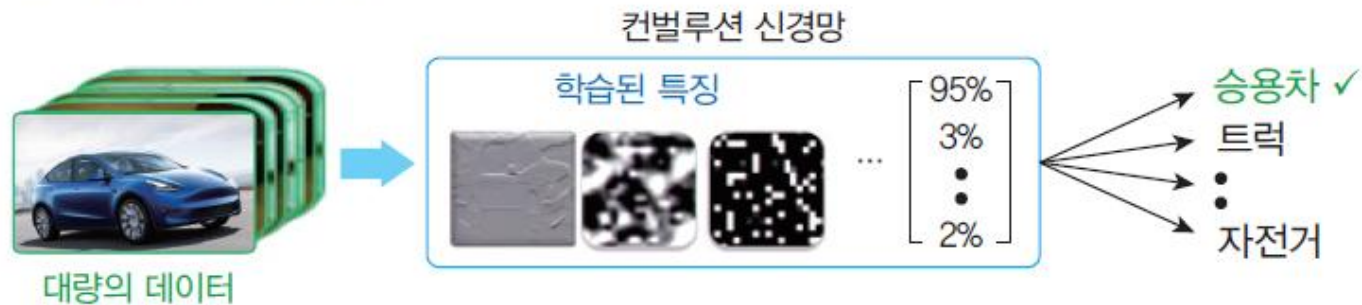 컨벌루션 신경망
학습된 특징
95%
3%
...
2%
승용차 ✓
트럭
자전거
대량의 데이터